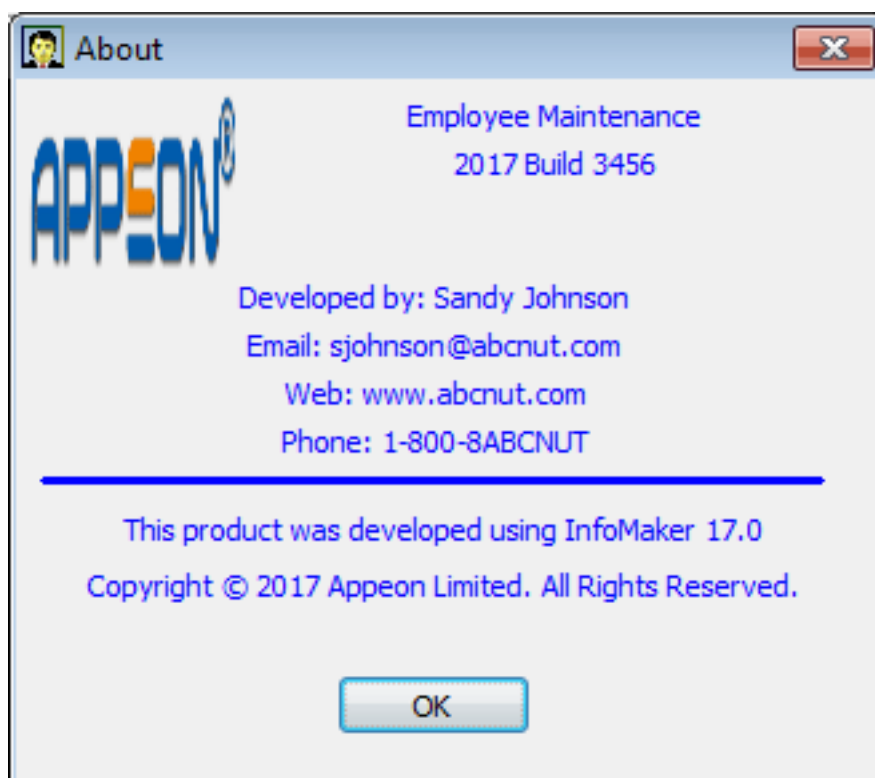 About
APPEON®
Employee Maintenance
2017 Build 3456
Developed by: Sandy Johnson
Email: sjohnson@abcnut.com
Web: www.abcnut.com
Phone: 1-800-8ABCNUT
This product was developed using InfoMaker 17.0
Copyright © 2017 Appeon Limited. All Rights Reserved.
OK